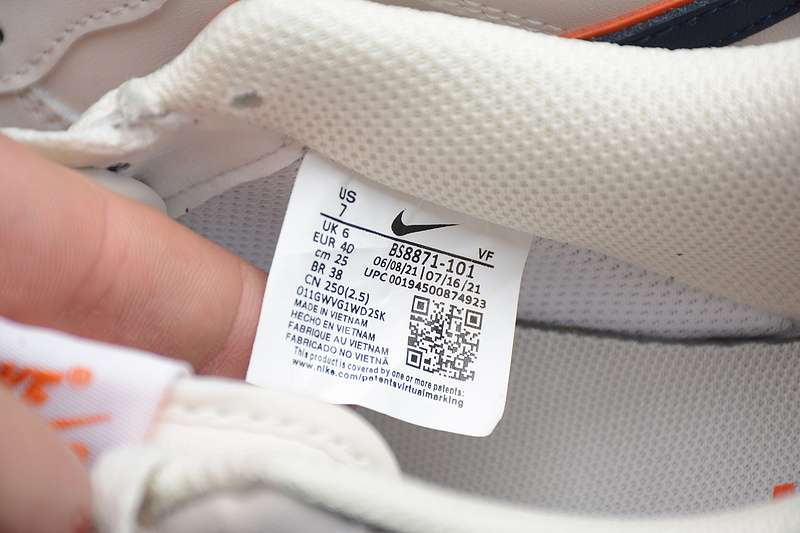 US
7
UK 6
EUR 40
cm 25
BR 38
CN 250(2.5)
011GWVG1WD2SK
MADE IN VIETNAM
HECHO EN VIETNAM
FABRIQUE AU VIETNAM
FABRICADO NO VIETNÃ
VF
BS8871-101
06/08/21|07/16/21
UPC 00194500874923
This product is covered by one or more patents:
www.nike.com/patentsvirtualmarking